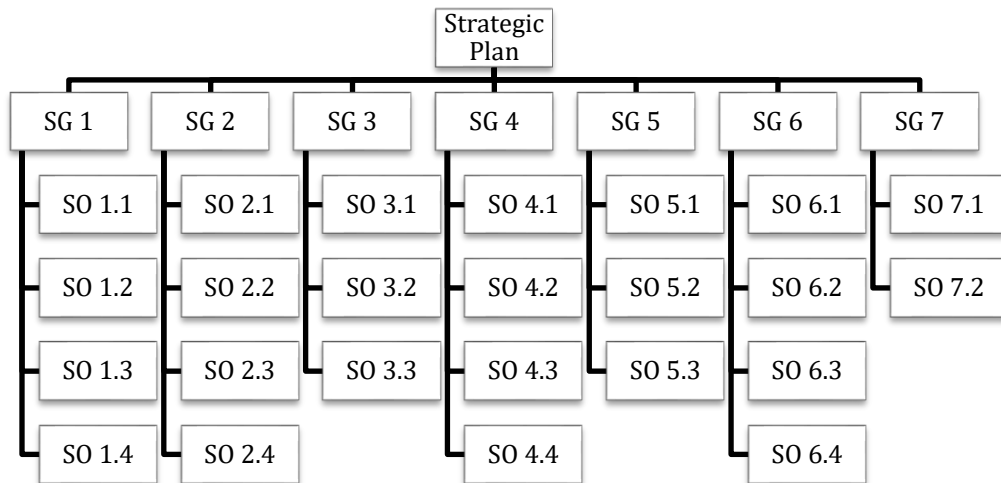 Strategic
Plan
SG 1
SG 2
SG 3
SG 4
SG 5
SG 6
SG 7
SO 1.1
SO 2.1
SO 3.1
SO 4.1
SO 5.1
SO 6.1
SO 7.1
SO 1.2
SO 2.2
SO 3.2
SO 4.2
SO 5.2
SO 6.2
SO 7.2
SO 1.3
SO 2.3
SO 3.3
SO 4.3
SO 5.3
SO 6.3
SO 1.4
SO 2.4
SO 4.4
SO 6.4